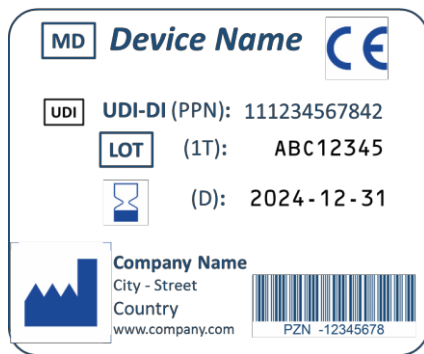 MD Device Name CE
UDI UDI-DI (PPN): 111234567842
LOT (1T): ABC12345
(D): 2024-12-31
Company Name
City - Street
Country
www.company.com
PZN -12345678